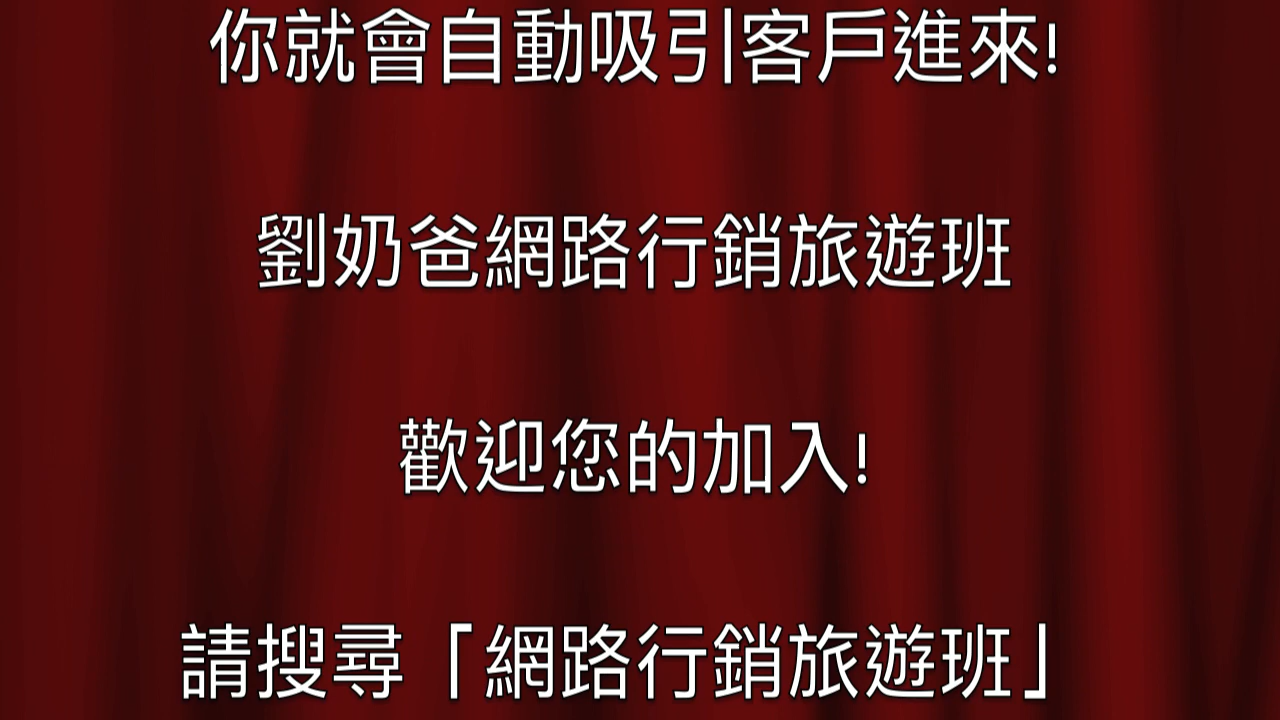 你就會自動吸引客戶進來!
劉奶爸網路行銷旅遊班
歡迎您的加入!
請搜尋「網路行銷旅遊班」